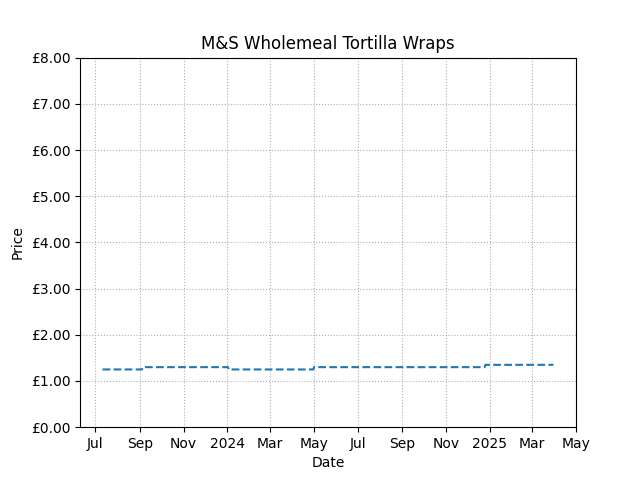 M&S Wholemeal Tortilla Wraps
£8.00
£7.00
£6.00
£5.00
£4.00
£3.00
£2.00
£1.00
£0.00
Price
Jul Sep Nov 2024 Mar May Jul Sep Nov 2025 Mar May
Date